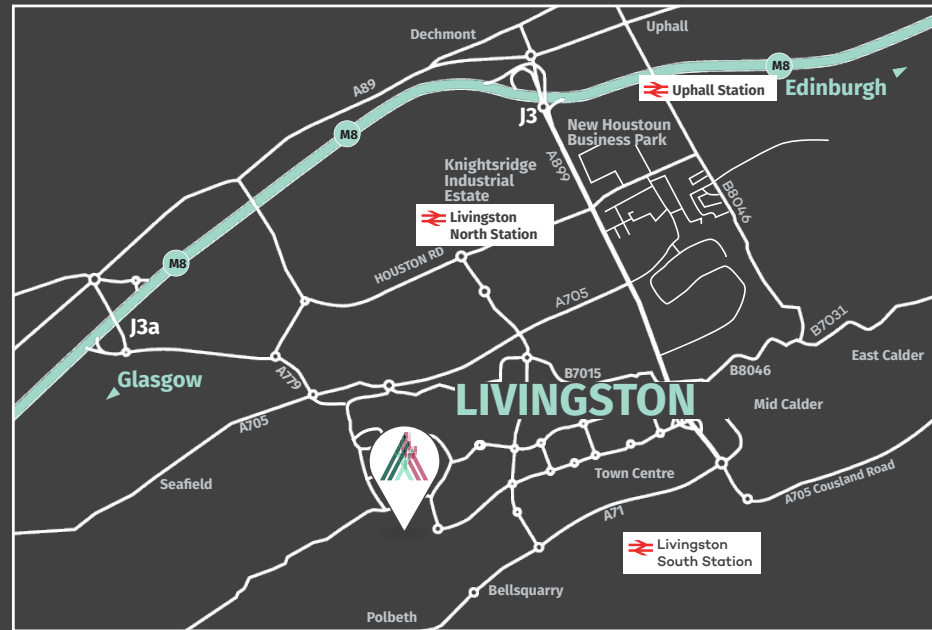 Dechmont
Uphall
A89
M8
Uphall Station
Edinburgh
J3
M8
New Houstoun
Business Park
A899
Knightsridge
Industrial
Estate
B8046
Livingston
North Station
M8
HOUSTON RD
A705
J3a
B7031
East Calder
Glasgow
A779
B7015
B8046
LIVINGSTON
Mid Calder
A705
Town Centre
Seafield
A705 Cousland Road
A71
Livingston
South Station
Bellsquarry
Polbeth